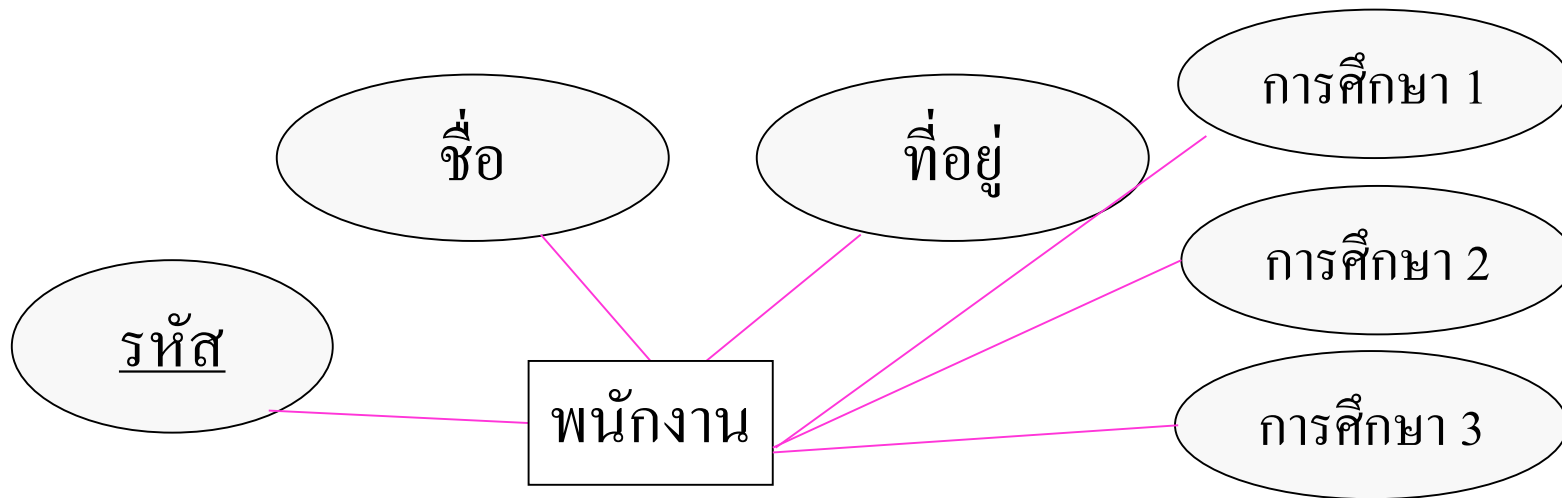 การศึกษา 1
ชื่อ
ที่อยู่
การศึกษา 2
รหัส
พนักงาน
การศึกษา 3